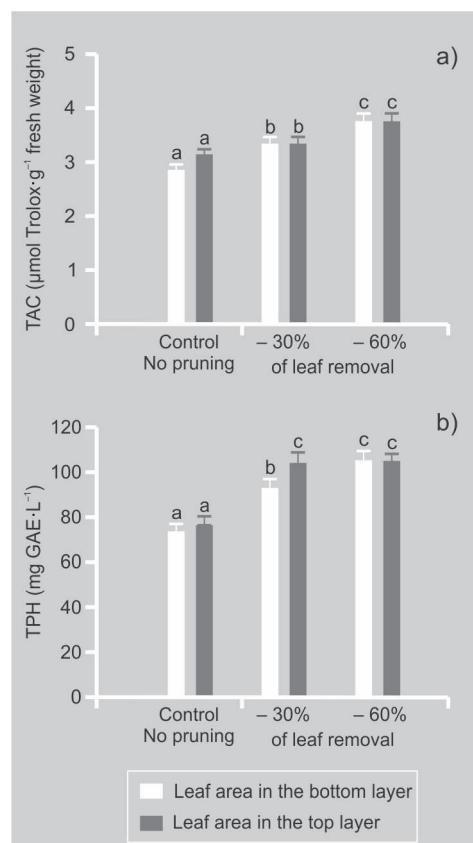 a)
TAC (µmol Trolox·g⁻¹ fresh weight)
5
4
3
2
1
0
a a
b b
c c
Control
No pruning
– 30% – 60%
of leaf removal
b)
TPH (mg GAE·L⁻¹)
120
100
80
60
40
20
0
a a
b c
c c
Control
No pruning
– 30% – 60%
of leaf removal
Leaf area in the bottom layer
Leaf area in the top layer